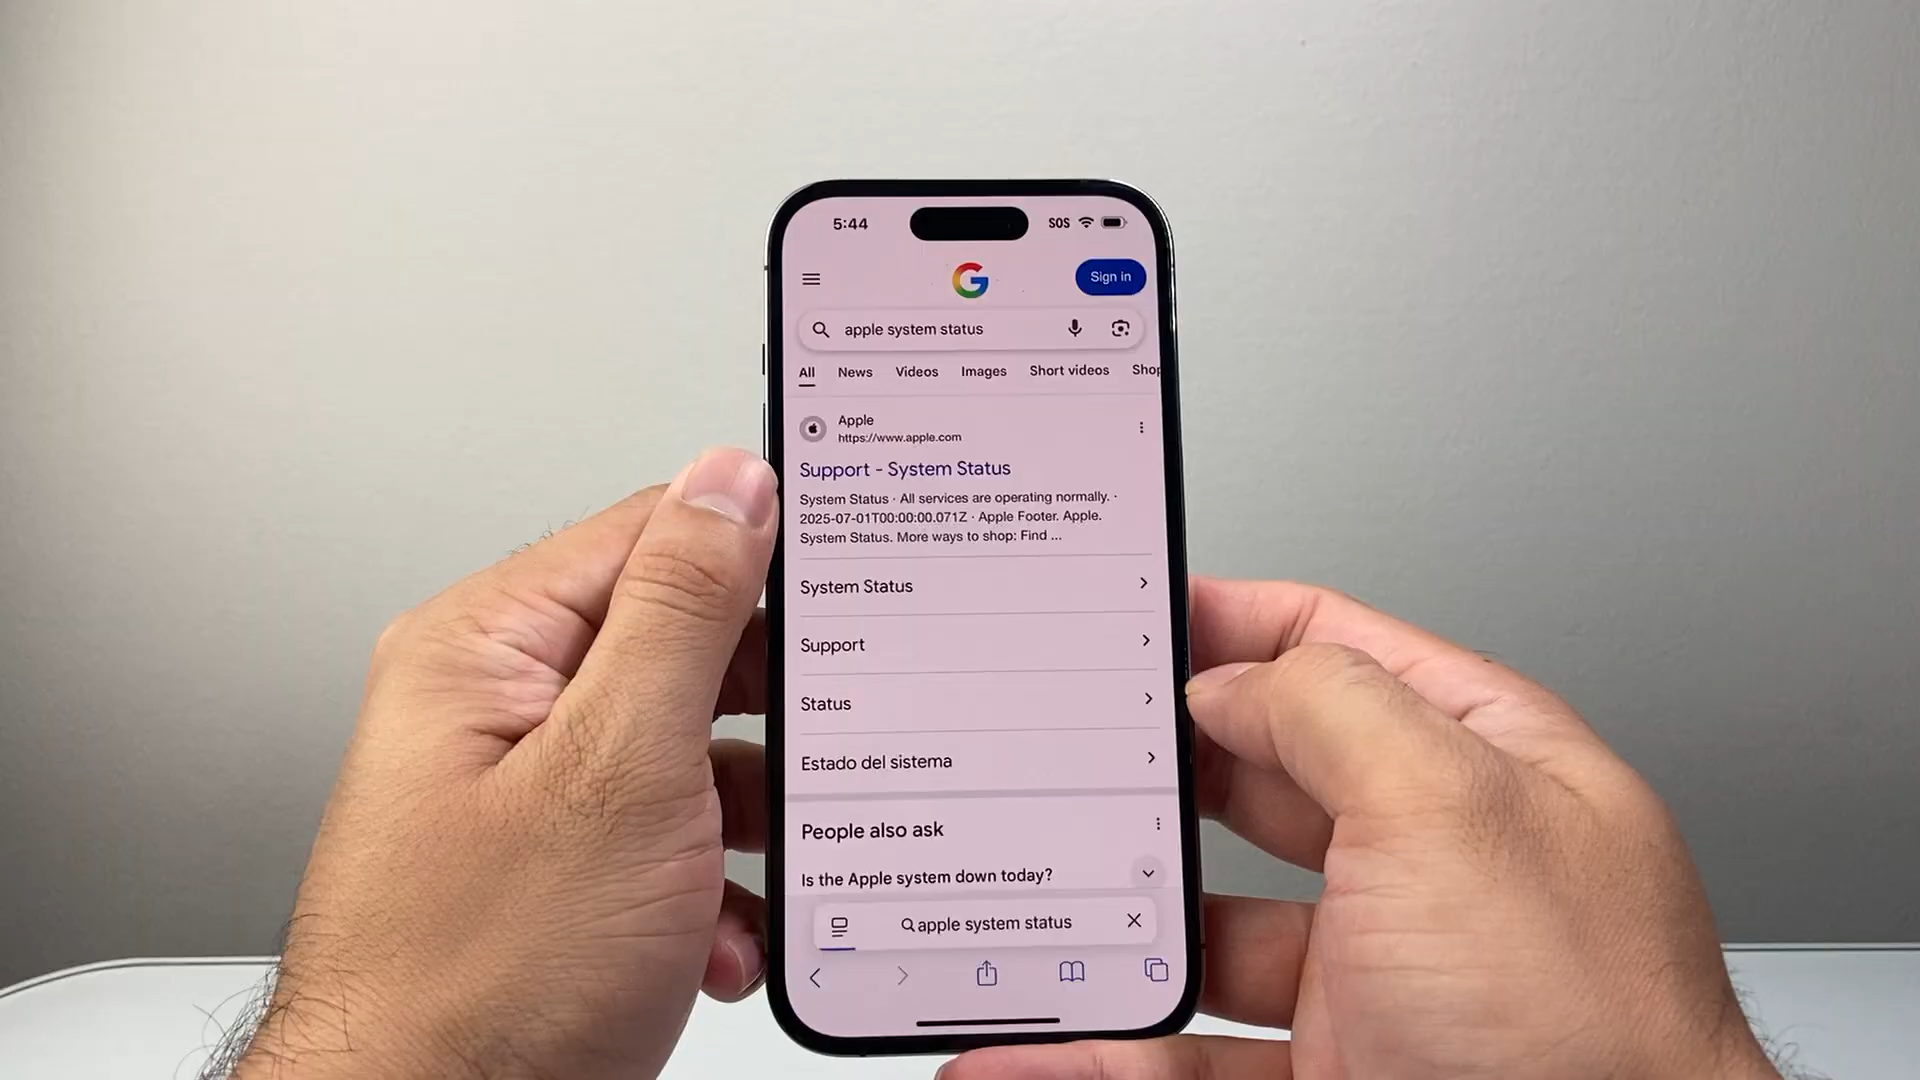 5:44 SOS
Sign in
apple system status
All News Videos Images Short videos Shop
Apple
https://www.apple.com
Support - System Status
System Status · All services are operating normally. ·
2025-07-01T00:00:00.071Z · Apple Footer. Apple.
System Status. More ways to shop: Find ...
System Status
Support
Status
Estado del sistema
People also ask
Is the Apple system down today?
apple system status